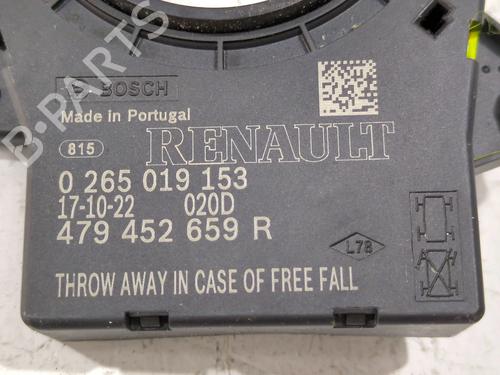 BOSCH
Made in Portugal
815 RENAULT
0 265 019 153
17-10-22 020D
479 452 659 R
L78
THROW AWAY IN CASE OF FREE FALL
B-PARTS